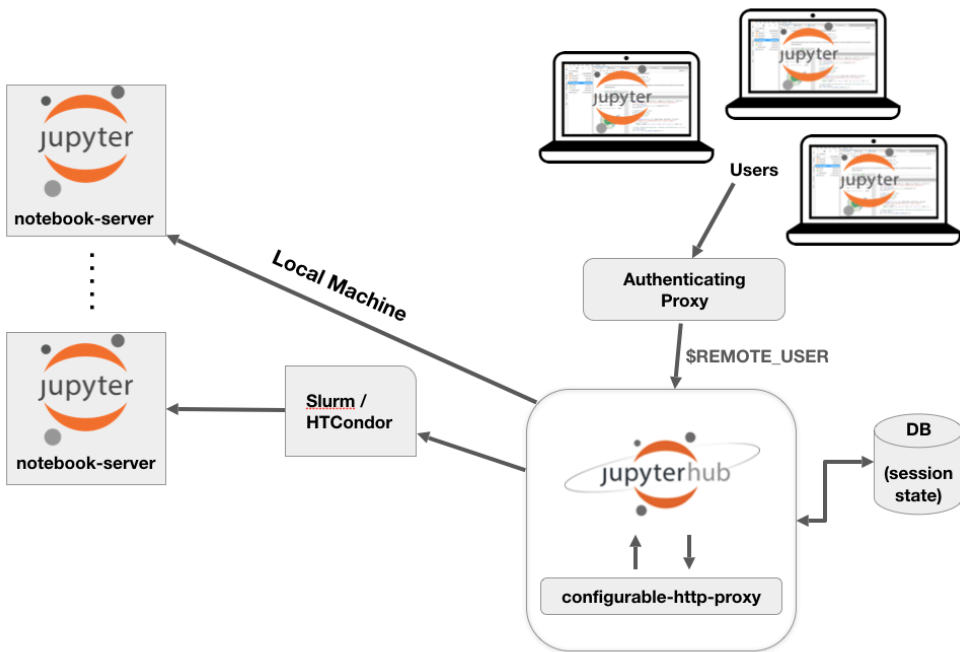 jupyter
notebook-server
jupyter
notebook-server
Local Machine
Slurm /
HTCondor
jupyter
jupyter
jupyter
Users
Authenticating
Proxy
$REMOTE_USER
jupyterhub
configurable-http-proxy
DB
(session
state)